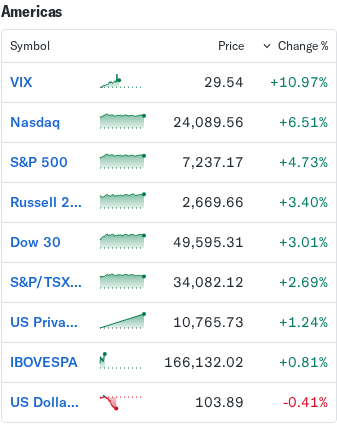 Americas
Symbol Price Change %
VIX 29.54 +10.97%
Nasdaq 24,089.56 +6.51%
S&P 500 7,237.17 +4.73%
Russell 2... 2,669.66 +3.40%
Dow 30 49,595.31 +3.01%
S&P/TSX... 34,082.12 +2.69%
US Priva... 10,765.73 +1.24%
IBOVESPA 166,132.02 +0.81%
US Dolla... 103.89 -0.41%